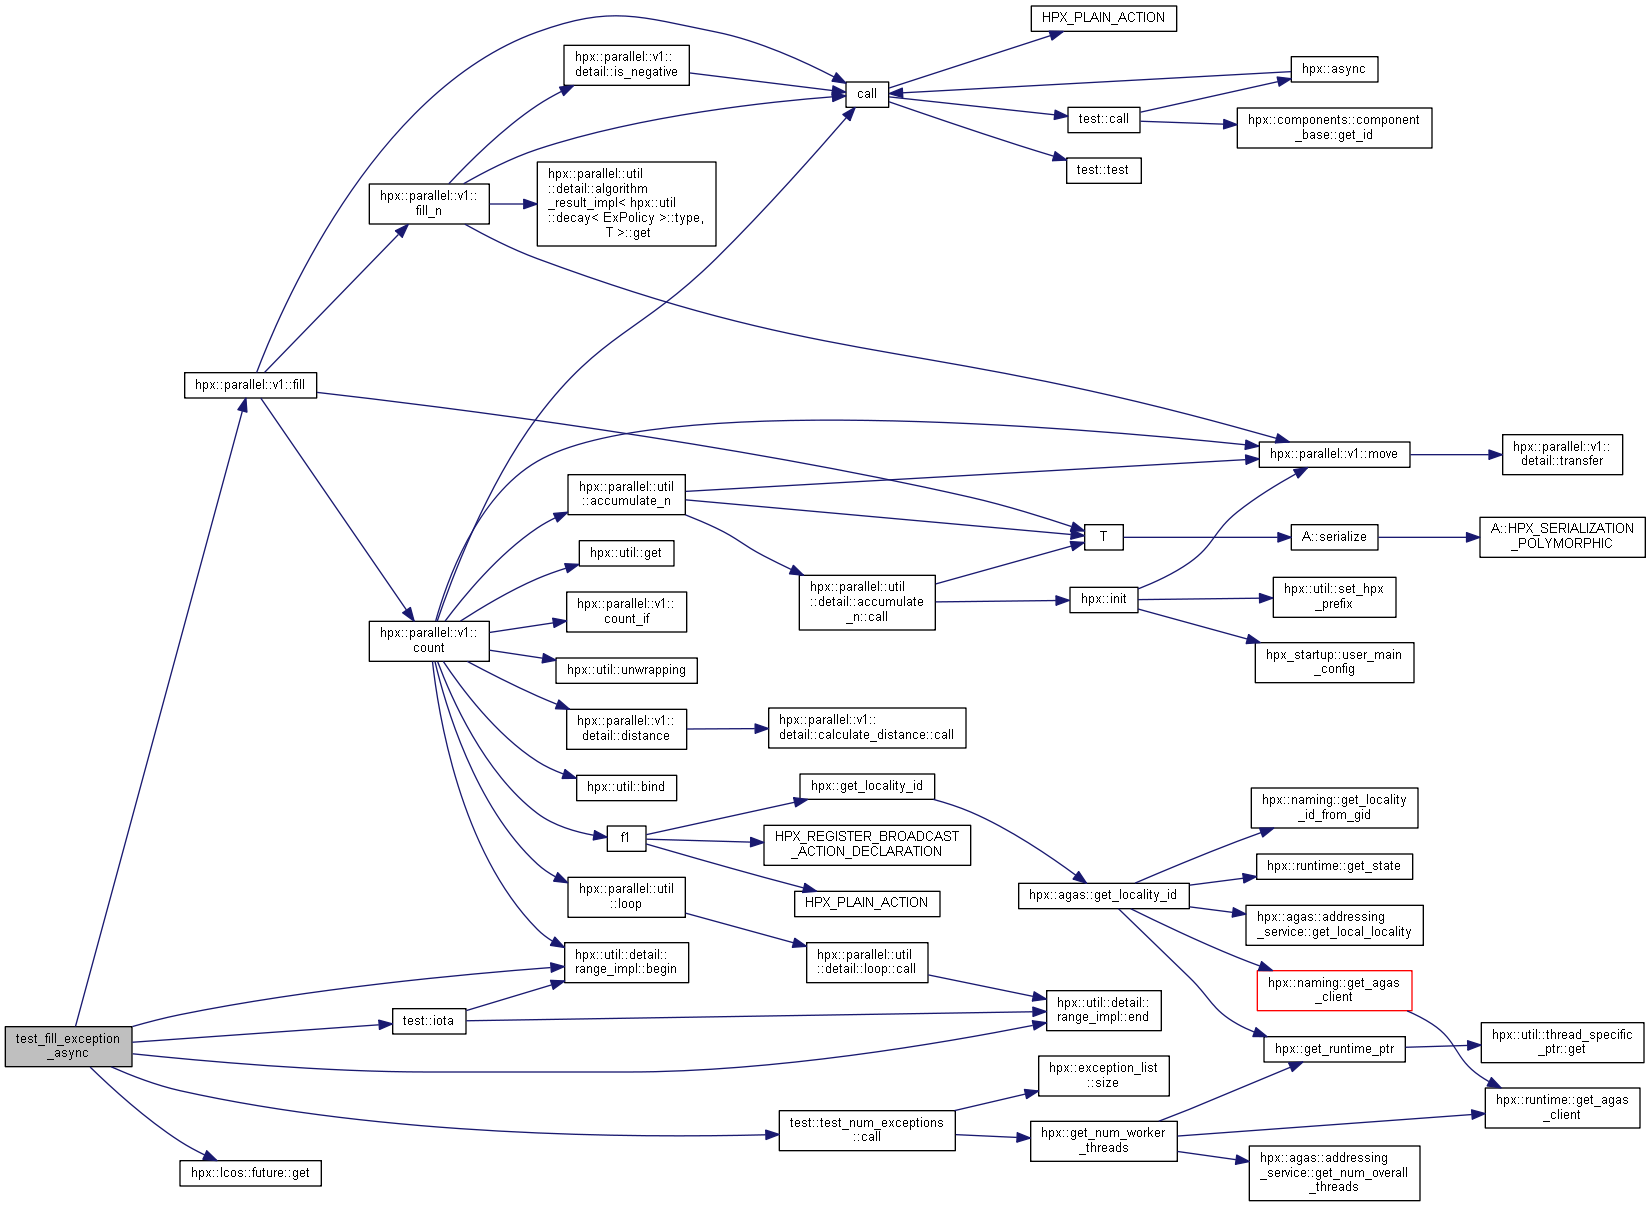 HPX_PLAIN_ACTION
hpx::parallel::v1::
detail::is_negative
hpx::async
call
test::call
hpx::components::component
_base::get_id
test::test
hpx::parallel::v1::
fill_n
hpx::parallel::util
::detail::algorithm
_result_impl< hpx::util
::decay< ExPolicy >::type,
T >::get
hpx::parallel::v1::fill
hpx::parallel::v1::move
hpx::parallel::v1::
detail::transfer
hpx::parallel::util
::accumulate_n
T
A::serialize
A::HPX_SERIALIZATION
_POLYMORPHIC
hpx::util::get
hpx::parallel::util
::detail::accumulate
_n::call
hpx::init
hpx::util::set_hpx
_prefix
hpx::parallel::v1::
count_if
hpx::parallel::v1::
count
hpx_startup::user_main
_config
hpx::util::unwrapping
hpx::parallel::v1::
detail::distance
hpx::parallel::v1::
detail::calculate_distance::call
hpx::util::bind
hpx::get_locality_id
hpx::naming::get_locality
_id_from_gid
f1
HPX_REGISTER_BROADCAST
_ACTION_DECLARATION
hpx::runtime::get_state
hpx::parallel::util
::loop
HPX_PLAIN_ACTION
hpx::agas::get_locality_id
hpx::agas::addressing
_service::get_local_locality
hpx::util::detail::
range_impl::begin
hpx::parallel::util
::detail::loop::call
hpx::naming::get_agas
_client
hpx::util::detail::
range_impl::end
test::iota
test_fill_exception
_async
hpx::get_runtime_ptr
hpx::util::thread_specific
_ptr::get
hpx::exception_list
::size
hpx::runtime::get_agas
_client
test::test_num_exceptions
::call
hpx::get_num_worker
_threads
hpx::agas::addressing
_service::get_num_overall
_threads
hpx::lcos::future::get